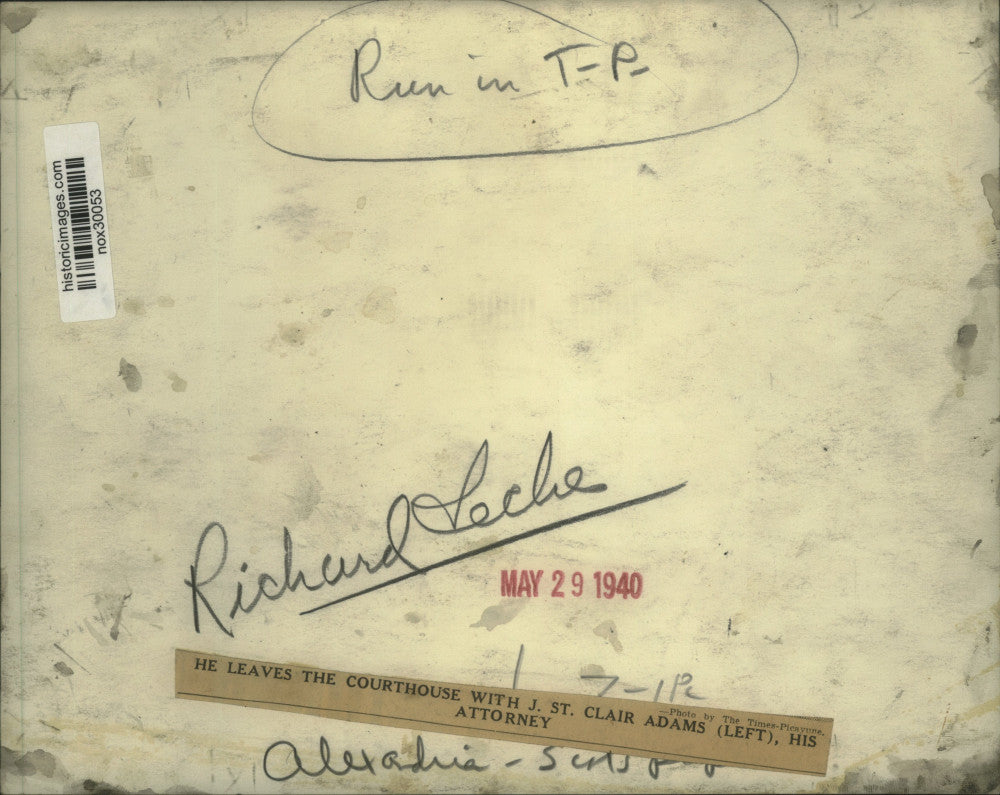 Run in T-P-
historicimages.com
nox30053
Richard Leche
MAY 29 1940
HE LEAVES THE COURTHOUSE WITH J. ST. CLAIR ADAMS (LEFT), HIS
ATTORNEY
—Photo by The Times-Picayune.
Alexadria -